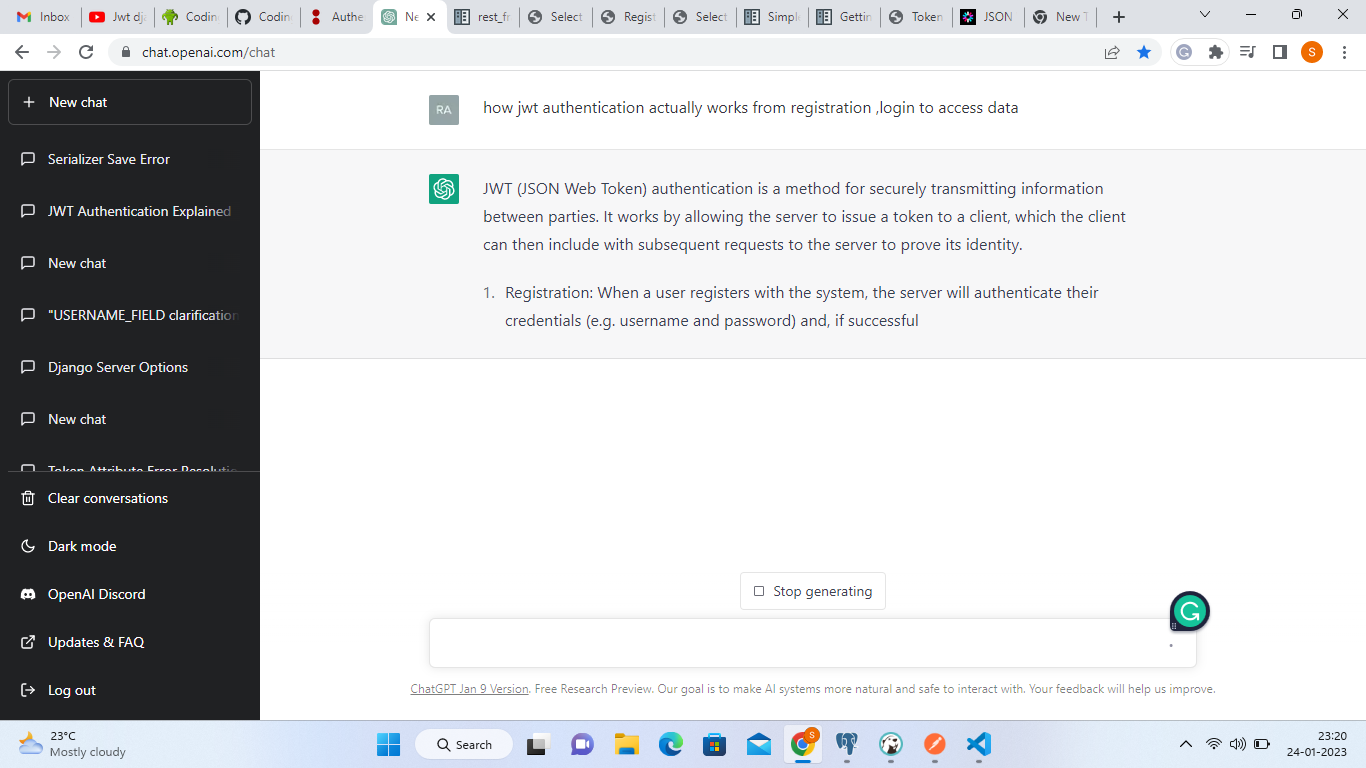 Inbox
Jwt dja
Coding
Coding
Authe
Ne
rest_fr
Select
Regist
Select
Simple
Gettin
Token
JSON
New T
chat.openai.com/chat
S
New chat
Serializer Save Error
JWT Authentication Explained
New chat
"USERNAME_FIELD clarification
Django Server Options
New chat
Token Attribute Error Resolutio
Clear conversations
Dark mode
OpenAI Discord
Updates & FAQ
Log out
RA
how jwt authentication actually works from registration ,login to access data
JWT (JSON Web Token) authentication is a method for securely transmitting information
between parties. It works by allowing the server to issue a token to a client, which the client
can then include with subsequent requests to the server to prove its identity.
1. Registration: When a user registers with the system, the server will authenticate their
credentials (e.g. username and password) and, if successful
Stop generating
ChatGPT Jan 9 Version. Free Research Preview. Our goal is to make AI systems more natural and safe to interact with. Your feedback will help us improve.
23°C
Mostly cloudy
Search
S
23:20
24-01-2023